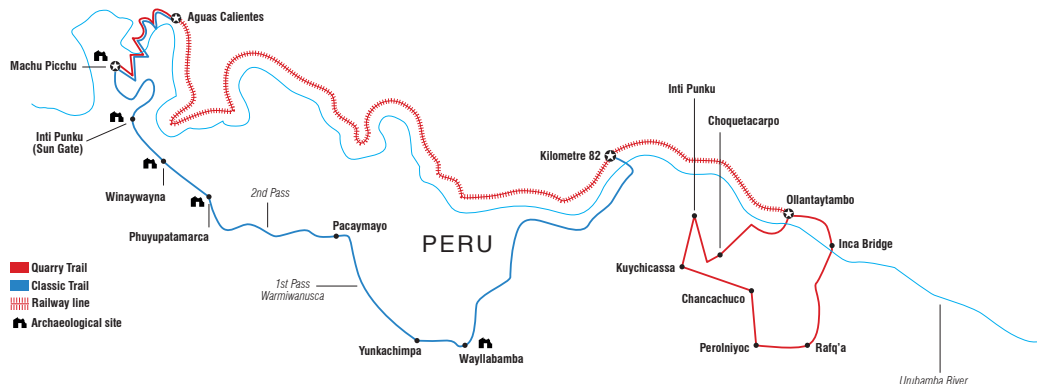 Aguas Calientes
Machu Picchu
Inti Punku
(Sun Gate)
Winaywayna
Phuyupatamarca
2nd Pass
Pacaymayo
1st Pass
Warmiwanusca
Yunkachimpa
Wayllabamba
PERU
Kilometre 82
Inti Punku
Choquetacarpo
Ollantaytambo
Inca Bridge
Kuychicassa
Chancachuco
Perolniyoc
Rafq'a
Urubamba River
Quarry Trail
Classic Trail
Railway line
Archaeological site